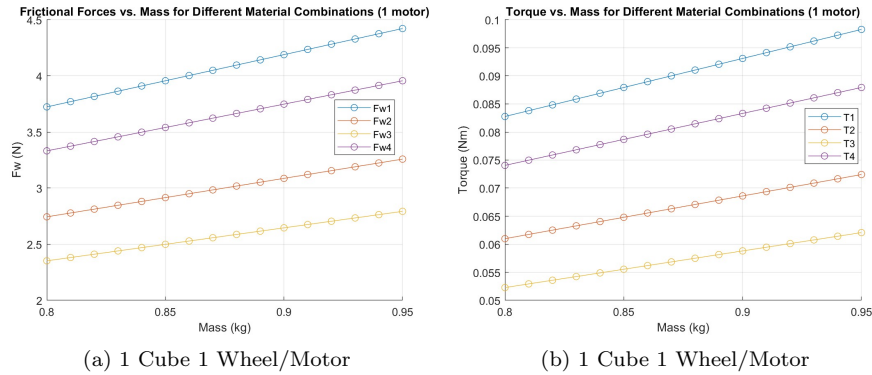 Frictional Forces vs. Mass for Different Material Combinations (1 motor)
4.5
4
3.5
3
2.5
2
Fw (N)
Fw1
Fw2
Fw3
Fw4
0.8
0.85
0.9
0.95
Mass (kg)
(a) 1 Cube 1 Wheel/Motor
Torque vs. Mass for Different Material Combinations (1 motor)
0.1
0.095
0.09
0.085
0.08
0.075
0.07
0.065
0.06
0.055
0.05
Torque (Nm)
T1
T2
T3
T4
0.8
0.85
0.9
0.95
Mass (kg)
(b) 1 Cube 1 Wheel/Motor